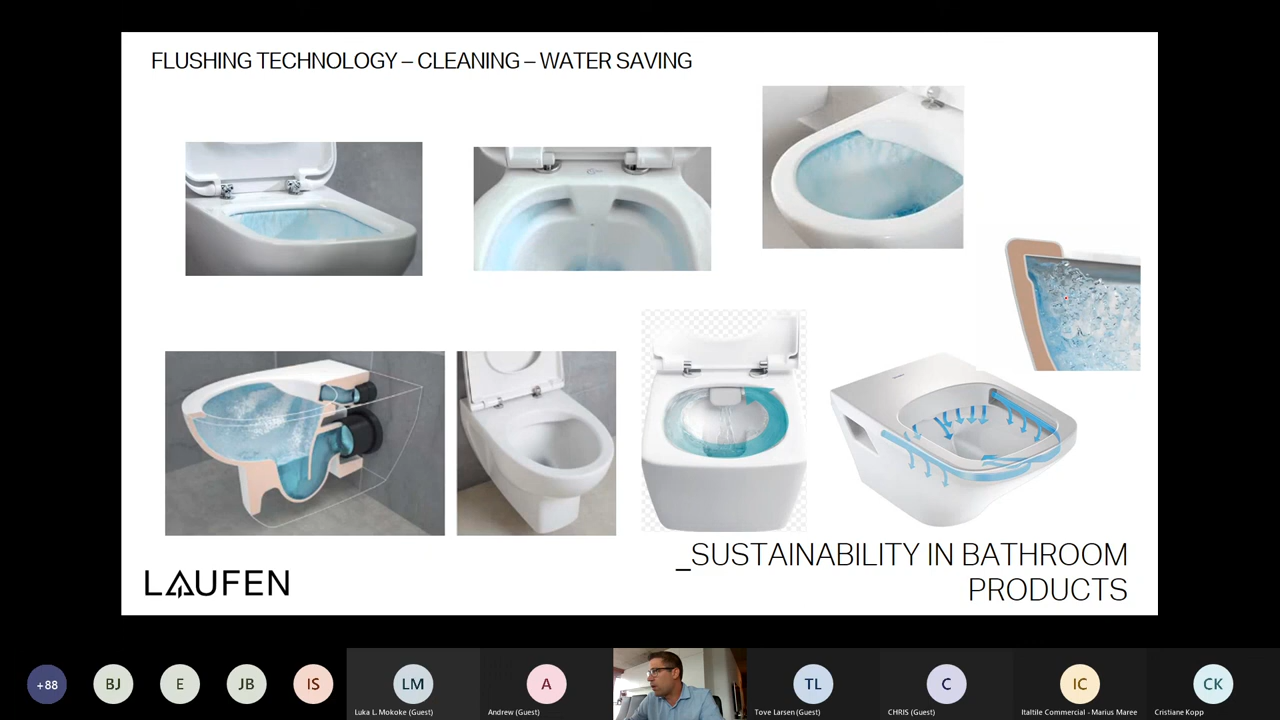 FLUSHING TECHNOLOGY – CLEANING – WATER SAVING
LAUFEN
_SUSTAINABILITY IN BATHROOM
PRODUCTS
+88
BJ
E
JB
IS
LM
Luka L. Mokoke (Guest)
A
Andrew (Guest)
TL
Tove Larsen (Guest)
C
CHRIS (Guest)
IC
Italtile Commercial - Marius Maree
CK
Cristiane Kopp